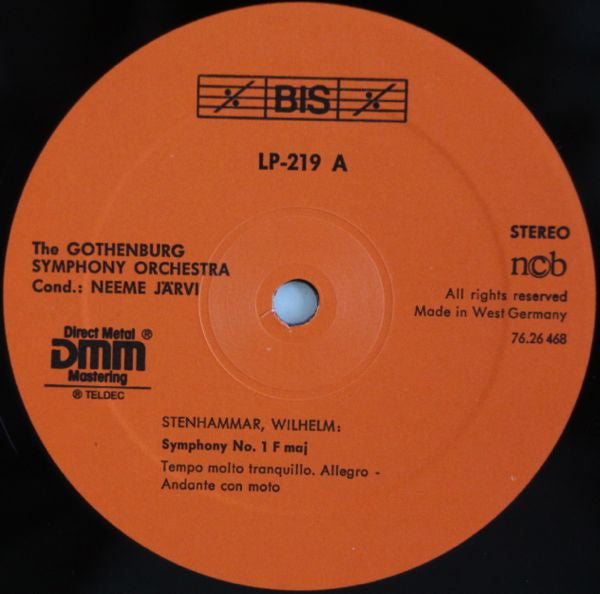 BIS
LP-219 A
The GOTHENBURG
SYMPHONY ORCHESTRA
Cond.: NEEME JÄRVI
Direct Metal ®
DMM
Mastering
® TELDEC
STEREO
ncb
All rights reserved
Made in West Germany
76.26 468
STENHAMMAR, WILHELM:
Symphony No. 1 F maj
Tempo molto tranquillo. Allegro -
Andante con moto